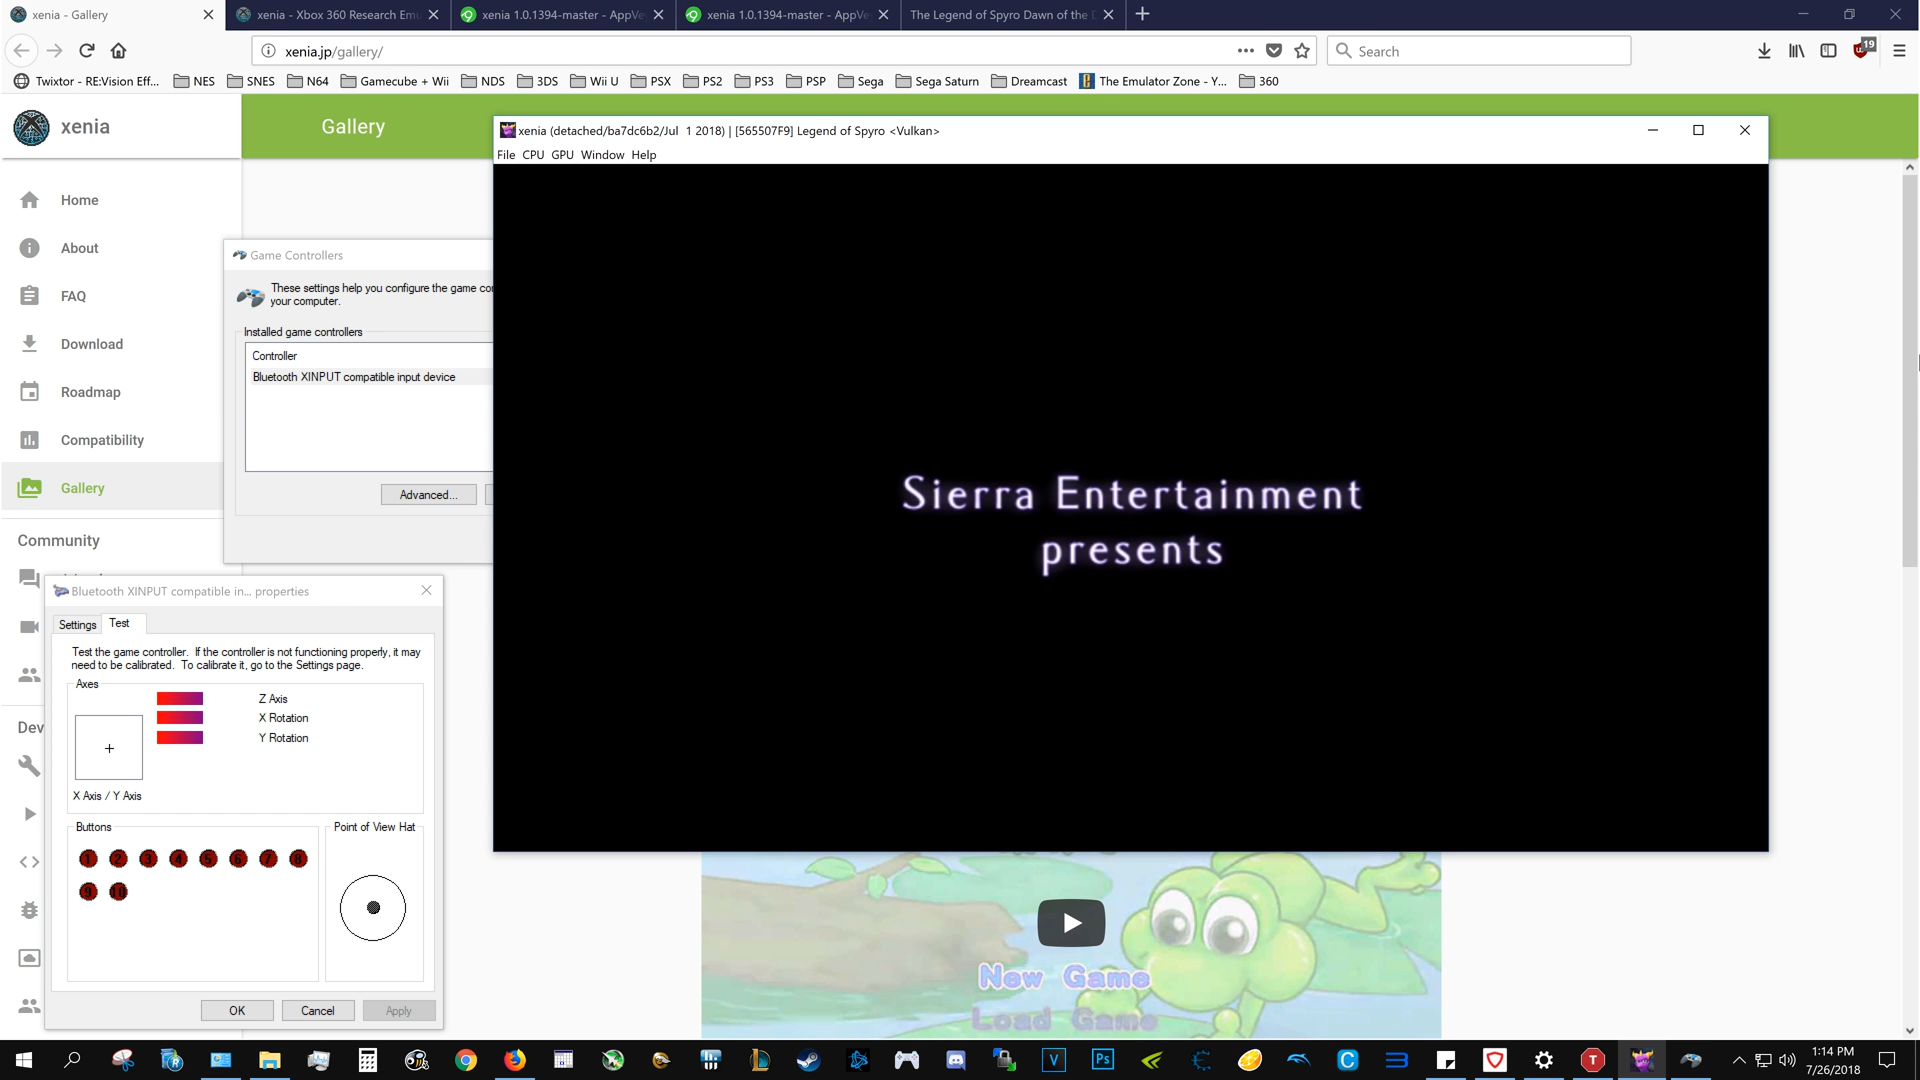 xenia - Gallery
xenia - Xbox 360 Research Emu
xenia 1.0.1394-master - AppVe
xenia 1.0.1394-master - AppVe
The Legend of Spyro Dawn of the D
xenia.jp/gallery/
Search
19
Twixtor - RE:Vision Eff...
NES
SNES
N64
Gamecube + Wii
NDS
3DS
Wii U
PSX
PS2
PS3
PSP
Sega
Sega Saturn
Dreamcast
The Emulator Zone - Y...
360
xenia
Gallery
xenia (detached/ba7dc6b2/Jul 1 2018) | [565507F9] Legend of Spyro <Vulkan>
File CPU GPU Window Help
Home
About
FAQ
Download
Roadmap
Compatibility
Gallery
Community
Dev
Game Controllers
These settings help you configure the game co
your computer.
Installed game controllers
Controller
Bluetooth XINPUT compatible input device
Advanced...
Sierra Entertainment
presents
Bluetooth XINPUT compatible in... properties
Settings
Test
Test the game controller. If the controller is not functioning properly, it may
need to be calibrated. To calibrate it, go to the Settings page.
Axes
Z Axis
X Rotation
Y Rotation
X Axis / Y Axis
Buttons
Point of View Hat
1 2 3 4 5 6 7 8
9 10
OK
Cancel
Apply
New Game
Load Game
1:14 PM
7/26/2018